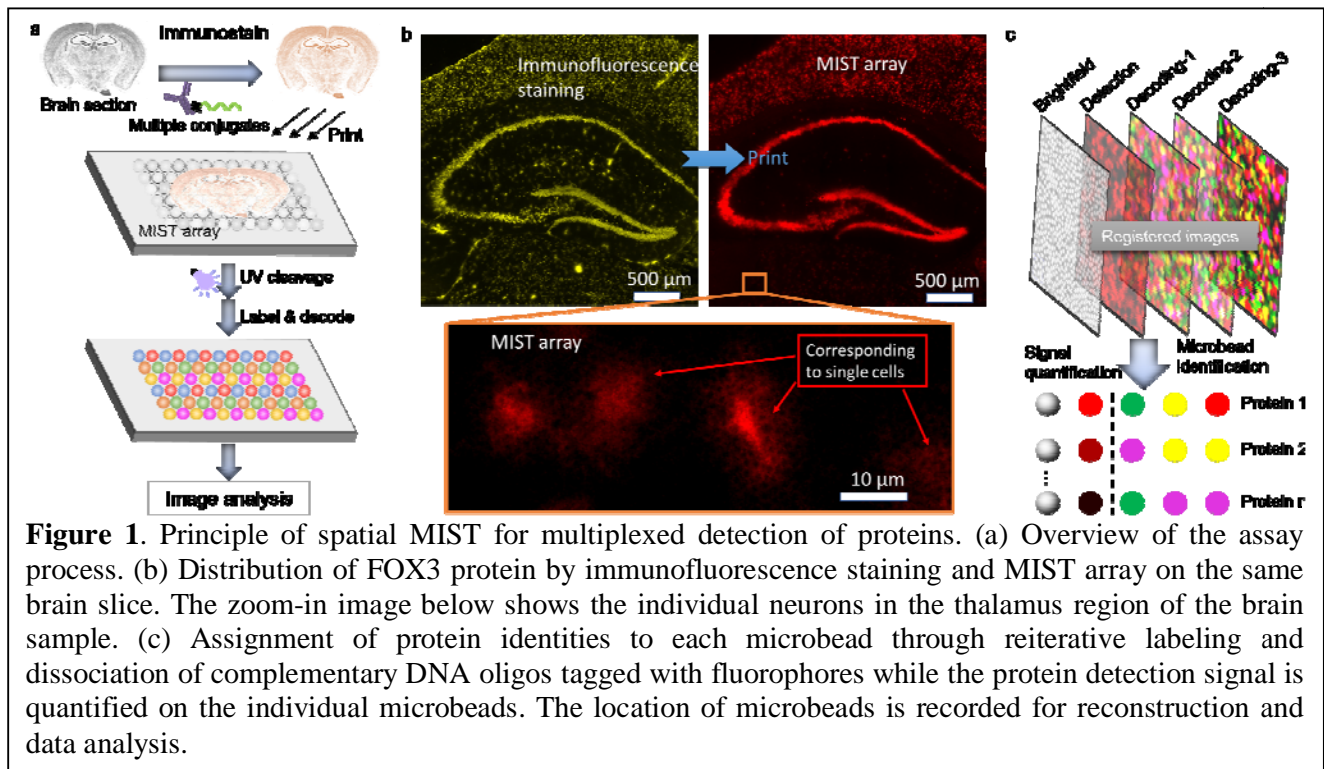 a
Immunostain
Brain section
Multiple conjugates
Print
MIST array
UV cleavage
Label & decode
Image analysis
b
Immunofluorescence
staining
MIST array
Print
500 µm
500 µm
MIST array
Corresponding
to single cells
10 µm
c
Brightfield
Detection
Decoding-1
Decoding-2
Decoding-3
Registered images
Signal
quantification
Microbead
identification
Protein 1
Protein 2
Protein n
Figure 1. Principle of spatial MIST for multiplexed detection of proteins. (a) Overview of the assay
process. (b) Distribution of FOX3 protein by immunofluorescence staining and MIST array on the same
brain slice. The zoom-in image below shows the individual neurons in the thalamus region of the brain
sample. (c) Assignment of protein identities to each microbead through reiterative labeling and
dissociation of complementary DNA oligos tagged with fluorophores while the protein detection signal is
quantified on the individual microbeads. The location of microbeads is recorded for reconstruction and
data analysis.